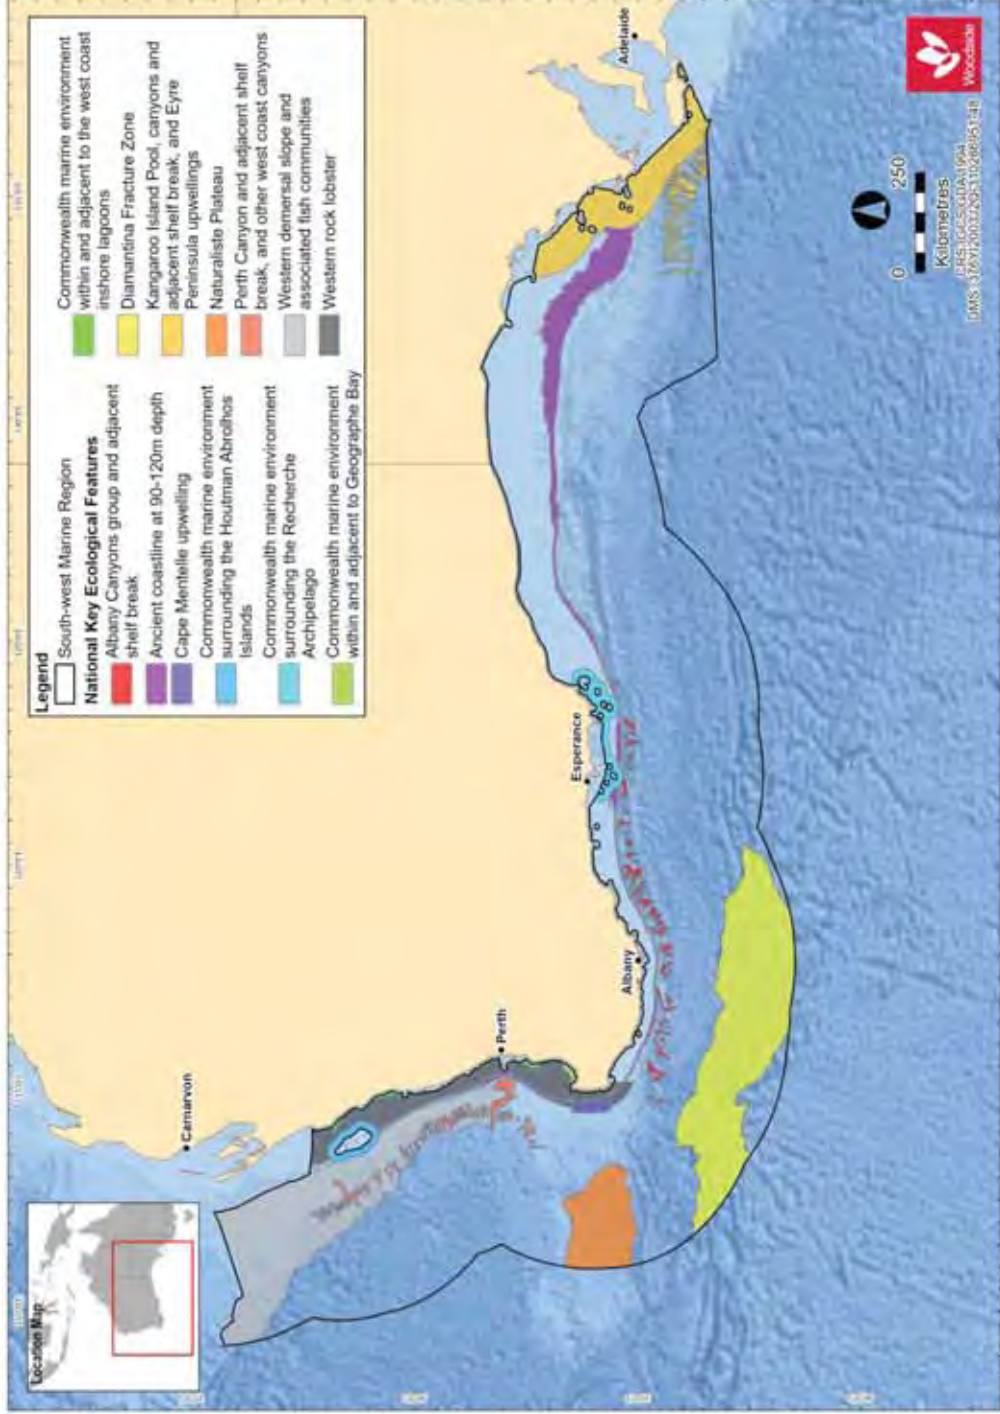 Legend
South-west Marine Region
National Key Ecological Features
Albany Canyons group and adjacent
shelf break
Ancient coastline at 90-120m depth
Cape Mentelle upwelling
Commonwealth marine environment
surrounding the Houtman Abrolhos
Islands
Commonwealth marine environment
surrounding the Recherche
Archipelago
Commonwealth marine environment
within and adjacent to Geographe Bay
Commonwealth marine environment
within and adjacent to the west coast
inshore lagoons
Diamantina Fracture Zone
Kangaroo Island Pool, canyons and
adjacent shelf break, and Eyre
Peninsula upwellings
Naturaliste Plateau
Perth Canyon and adjacent shelf
break, and other west coast canyons
Western demersal slope and
associated fish communities
Western rock lobster
Location Map
Carnarvon
Perth
Albany
Esperance
Adelaide
0 250
Kilometres
Woodside